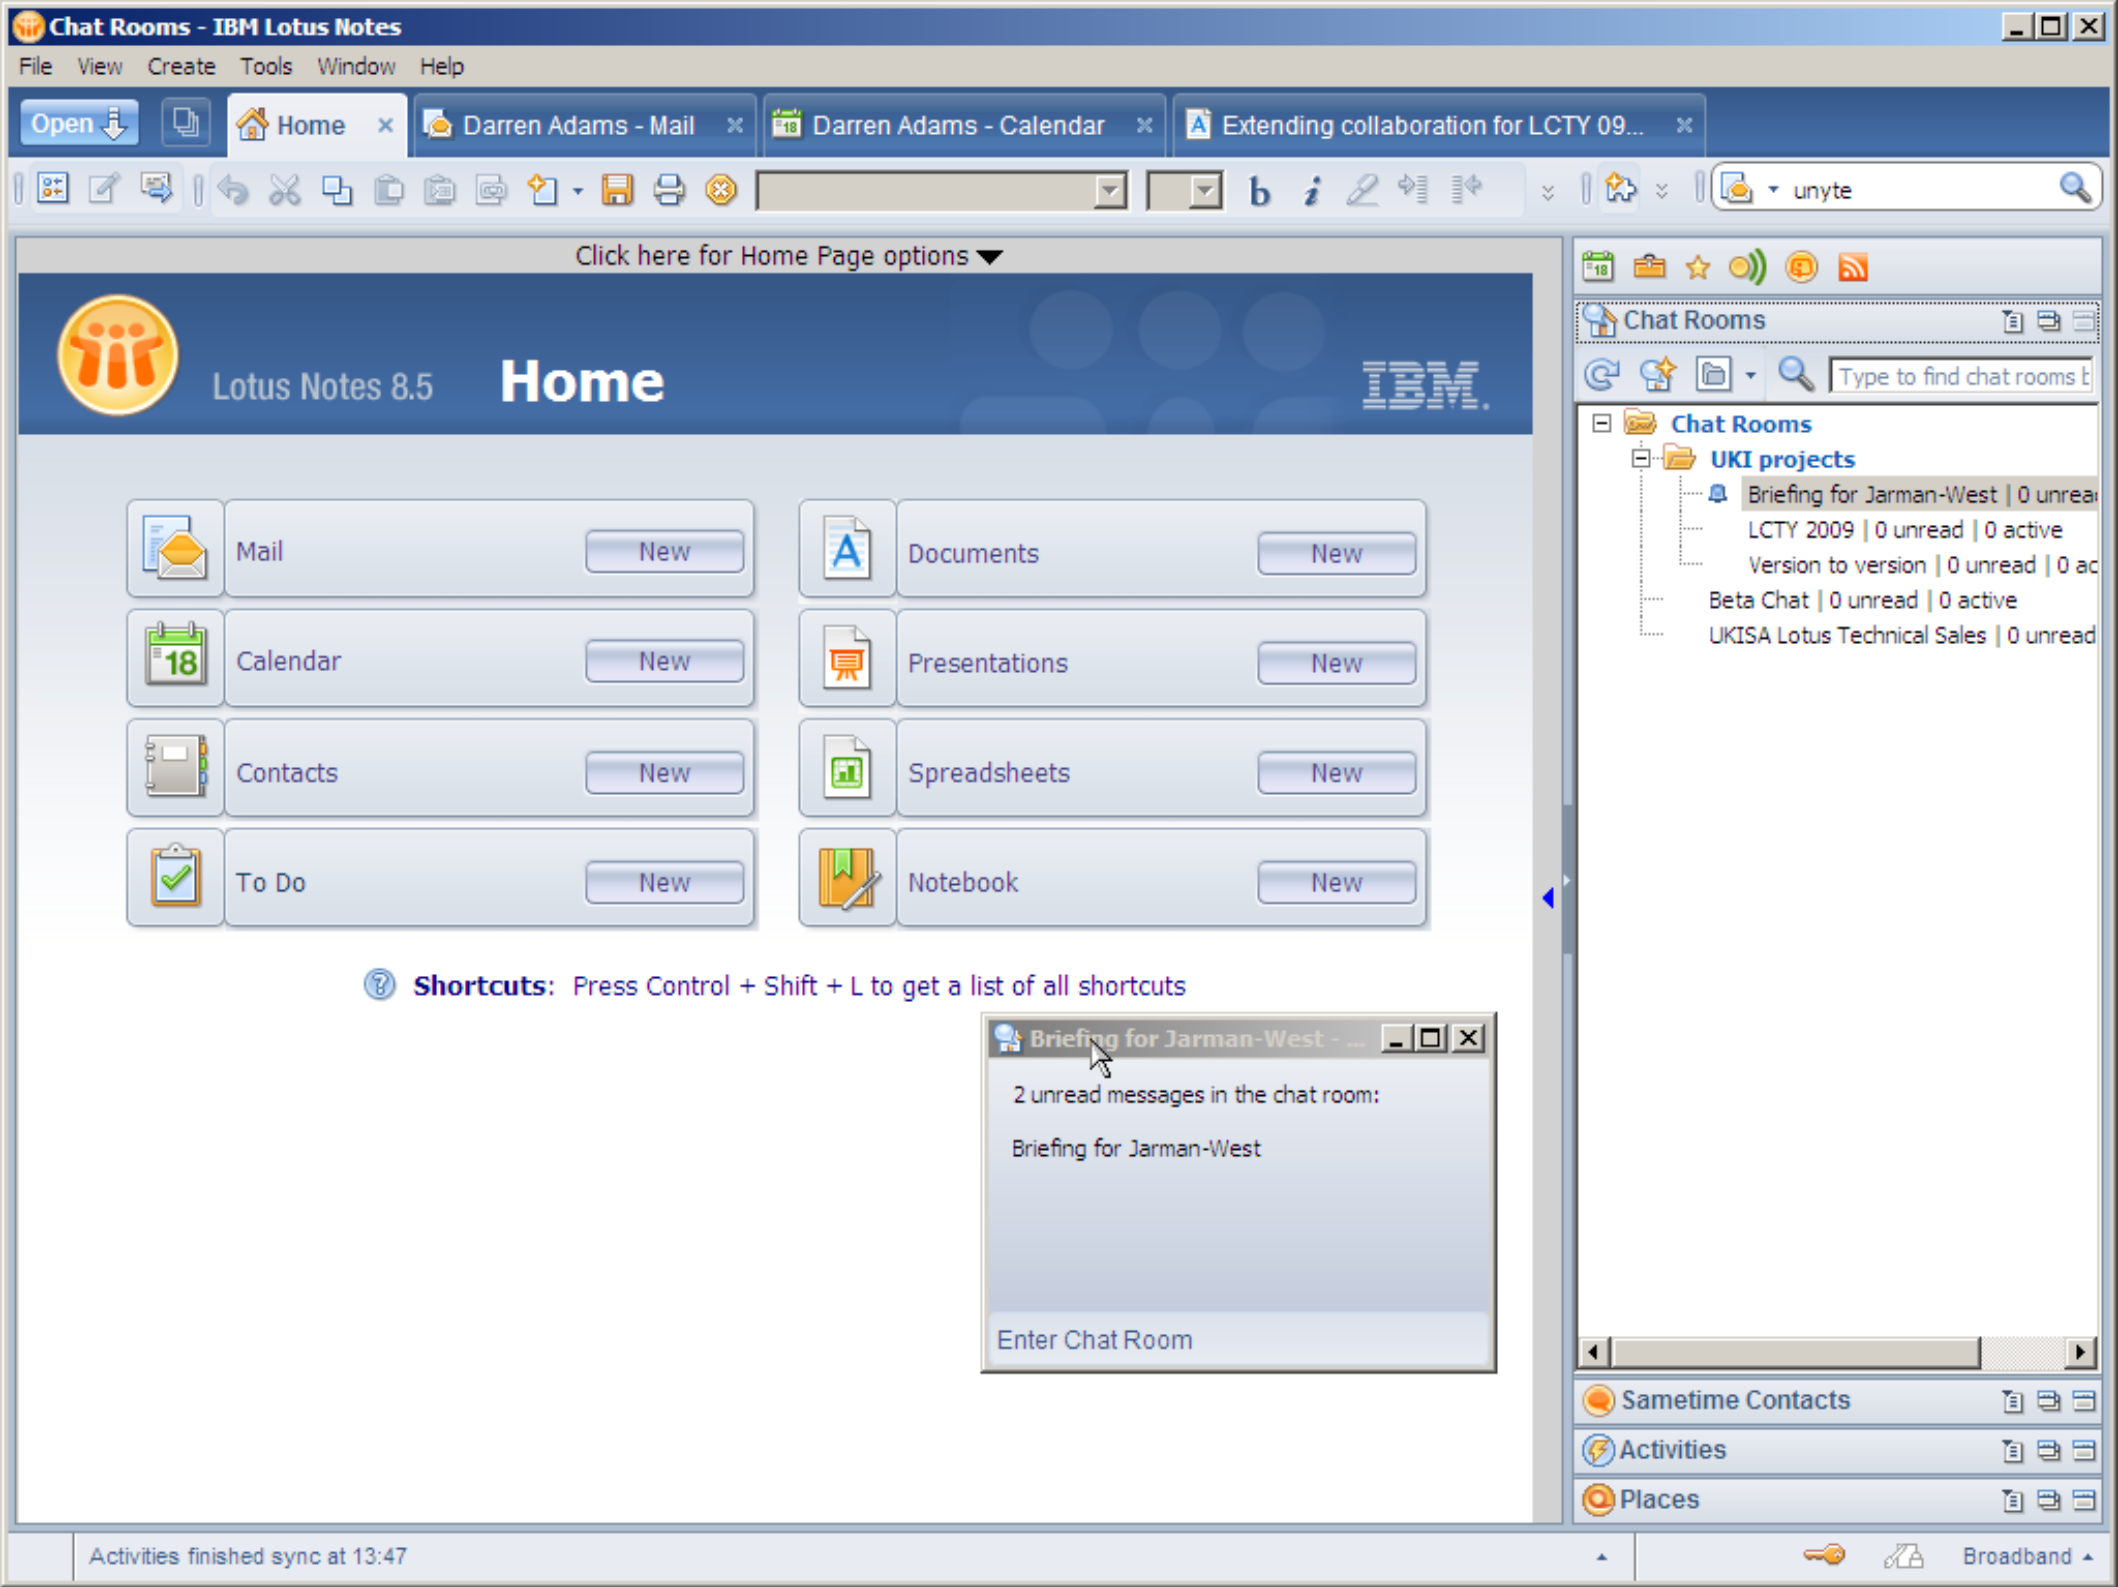 Chat Rooms - IBM Lotus Notes
File View Create Tools Window Help
Open Home Darren Adams - Mail Darren Adams - Calendar Extending collaboration for LCTY 09...
b i unyte
Click here for Home Page options
Lotus Notes 8.5 Home IBM.
Mail New
Documents New
18 Calendar New
Presentations New
Contacts New
Spreadsheets New
To Do New
Notebook New
Shortcuts: Press Control + Shift + L to get a list of all shortcuts
Briefing for Jarman-West - ...
2 unread messages in the chat room:
Briefing for Jarman-West
Enter Chat Room
Chat Rooms
Type to find chat rooms b
Chat Rooms
UKI projects
Briefing for Jarman-West | 0 unrea
LCTY 2009 | 0 unread | 0 active
Version to version | 0 unread | 0 ac
Beta Chat | 0 unread | 0 active
UKISA Lotus Technical Sales | 0 unread
Sametime Contacts
Activities
Places
Activities finished sync at 13:47
Broadband